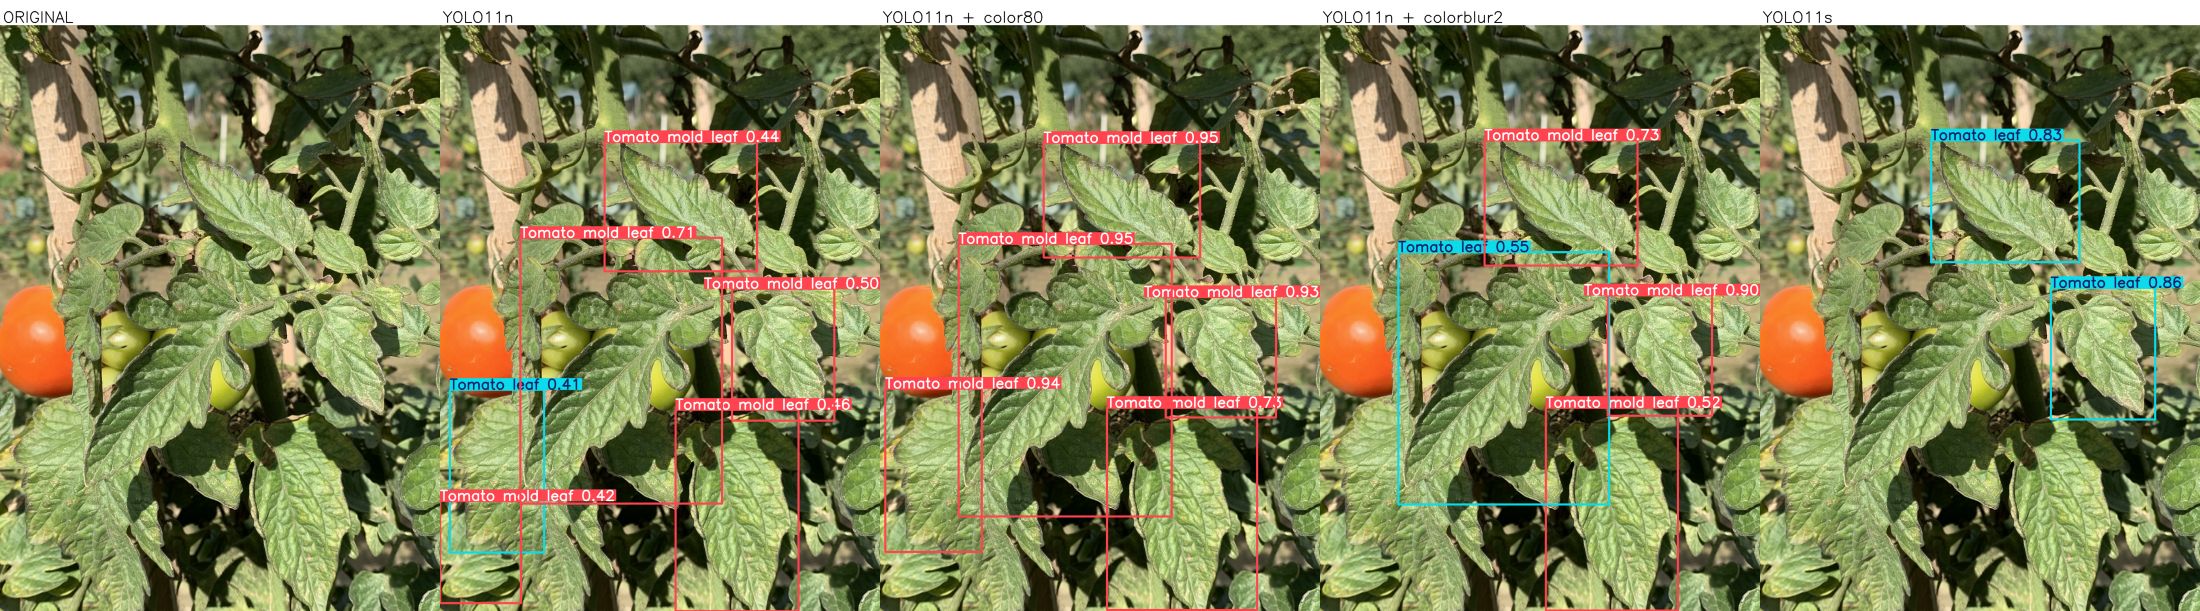 ORIGINAL
YOLO11n
YOLO11n + color80
YOLO11n + colorblur2
YOLO11s
Tomato mold leaf 0.44
Tomato mold leaf 0.71
Tomato mold leaf 0.50
Tomato leaf 0.41
Tomato mold leaf 0.46
Tomato mold leaf 0.42
Tomato mold leaf 0.95
Tomato mold leaf 0.95
Tomato mold leaf 0.93
Tomato mold leaf 0.94
Tomato mold leaf 0.73
Tomato mold leaf 0.73
Tomato leaf 0.55
Tomato mold leaf 0.90
Tomato mold leaf 0.52
Tomato leaf 0.83
Tomato leaf 0.86